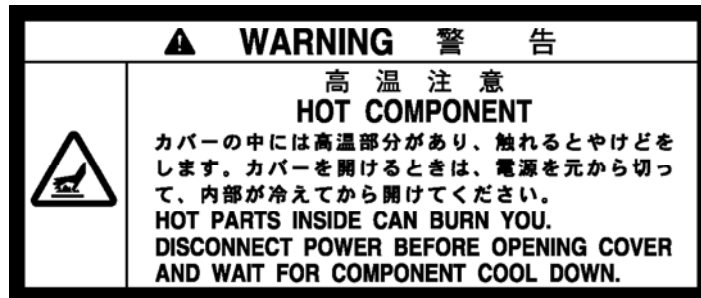 WARNING 警 告
高 温 注 意
HOT COMPONENT
カバーの中には高温部分があり、触れるとやけどを
します。カバーを開けるときは、電源を元から切っ
て、内部が冷えてから開けてください。
HOT PARTS INSIDE CAN BURN YOU.
DISCONNECT POWER BEFORE OPENING COVER
AND WAIT FOR COMPONENT COOL DOWN.